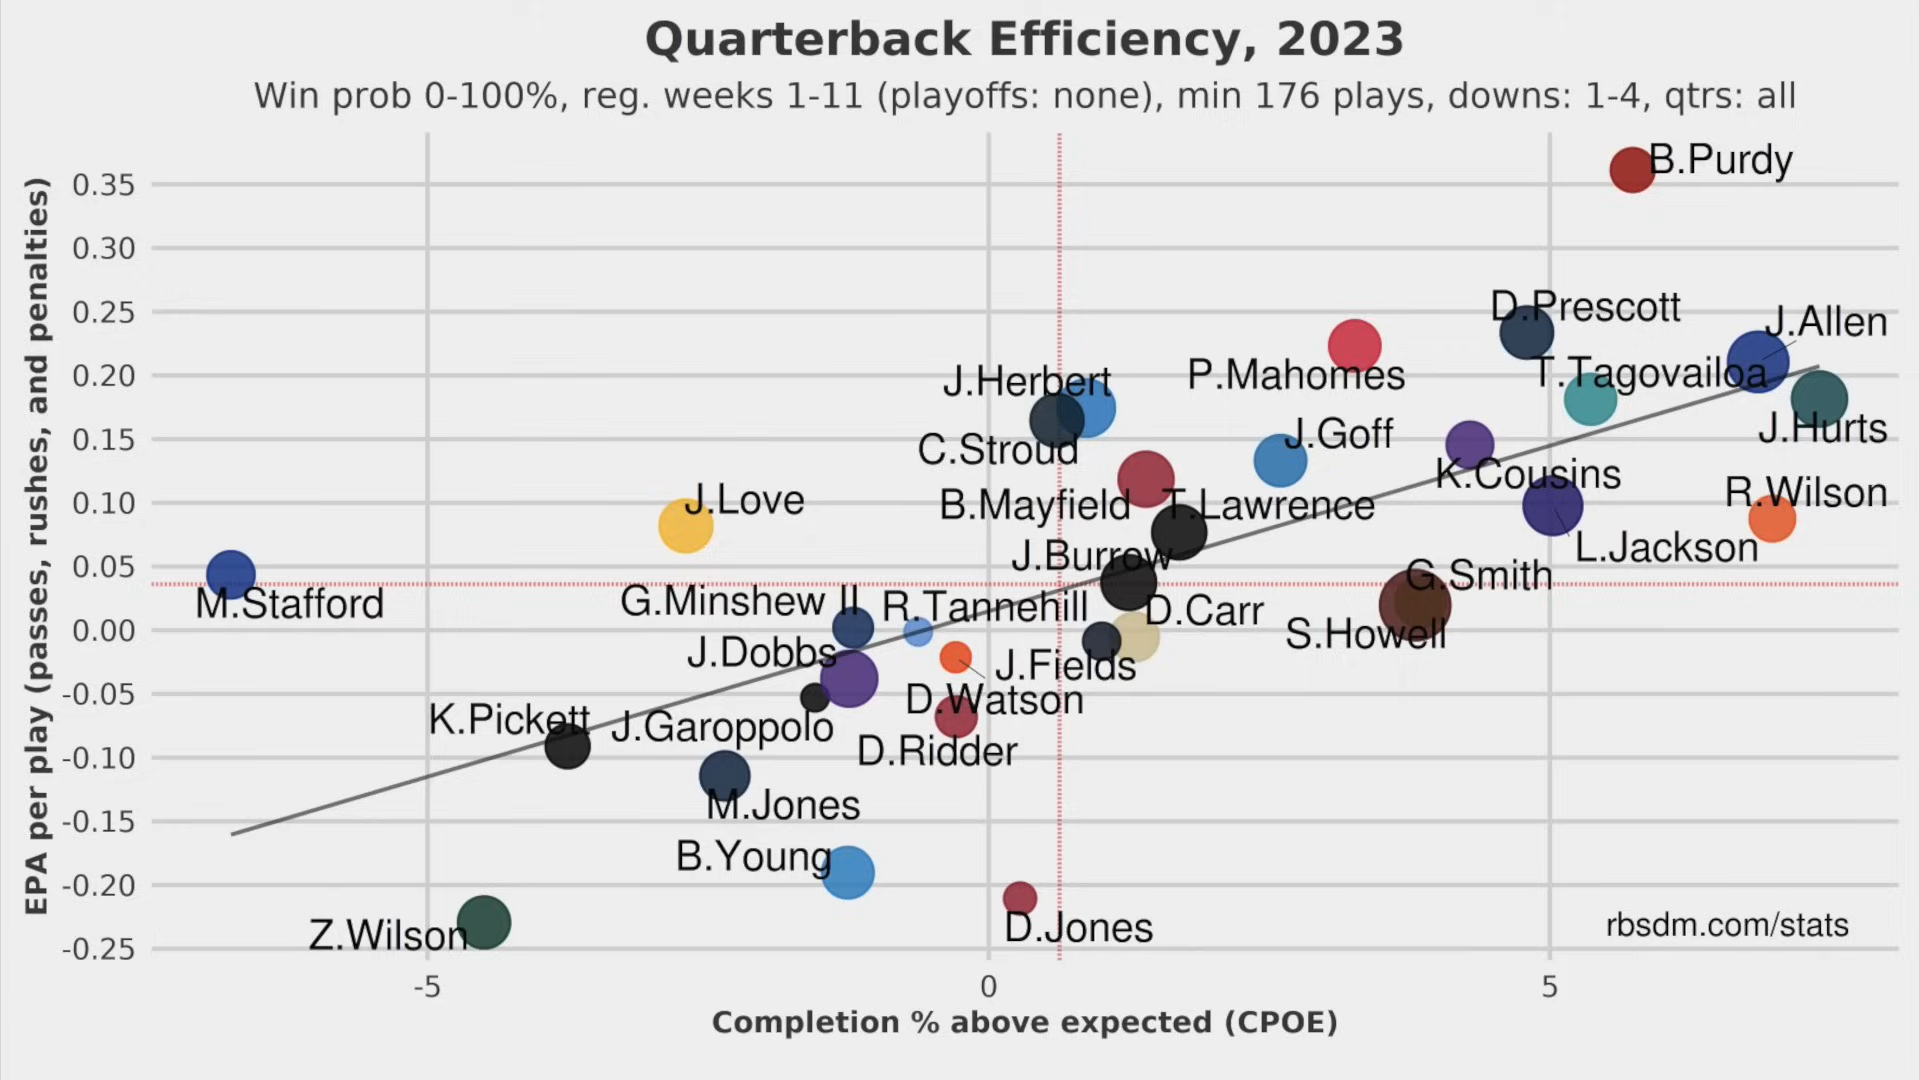 Quarterback Efficiency, 2023
Win prob 0-100%, reg. weeks 1-11 (playoffs: none), min 176 plays, downs: 1-4, qtrs: all
EPA per play (passes, rushes, and penalties)
0.35
0.30
0.25
0.20
0.15
0.10
0.05
0.00
-0.05
-0.10
-0.15
-0.20
-0.25
B.Purdy
D.Prescott
J.Allen
P.Mahomes
T.Tagovailoa
J.Herbert
J.Hurts
C.Stroud
J.Goff
K.Cousins
B.Mayfield
T.Lawrence
R.Wilson
J.Love
L.Jackson
J.Burrow
G.Smith
M.Stafford
G.Minshew II
R.Tannehill
D.Carr
S.Howell
J.Dobbs
J.Fields
D.Watson
K.Pickett
J.Garoppolo
D.Ridder
M.Jones
B.Young
Z.Wilson
D.Jones
rbsdm.com/stats
-5
0
5
Completion % above expected (CPOE)